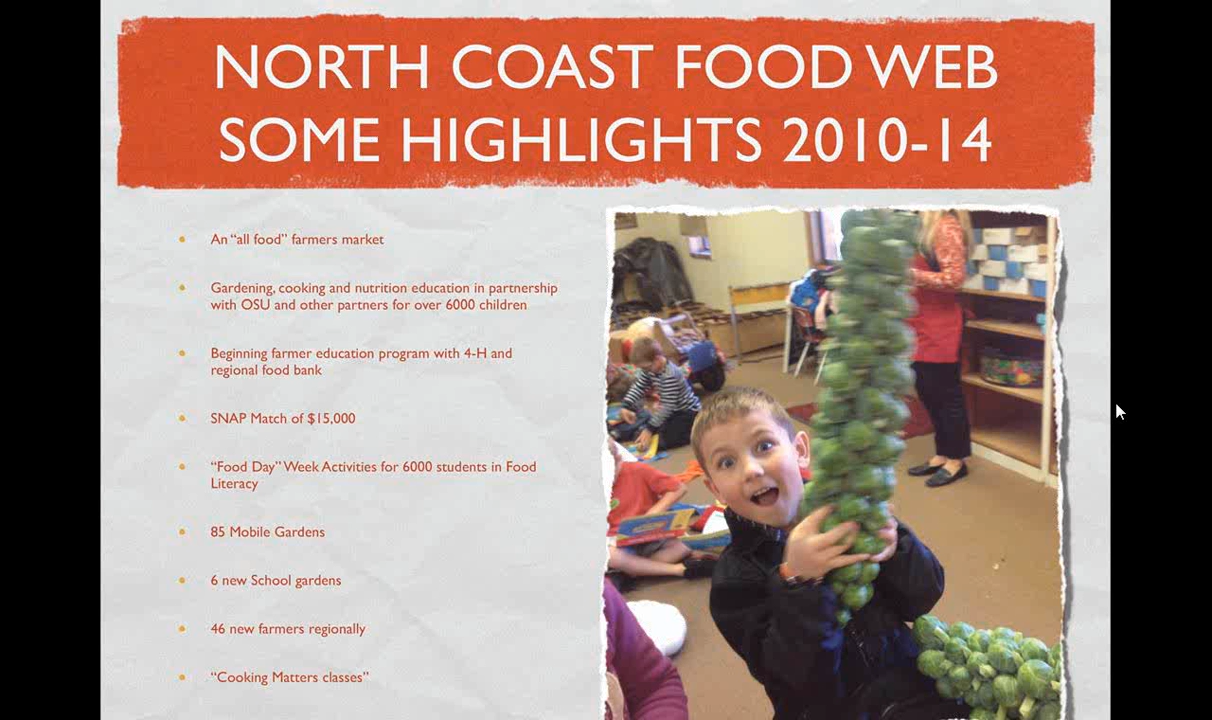 NORTH COAST FOOD WEB
SOME HIGHLIGHTS 2010-14
An “all food” farmers market
Gardening, cooking and nutrition education in partnership
with OSU and other partners for over 6000 children
Beginning farmer education program with 4-H and
regional food bank
SNAP Match of $15,000
“Food Day” Week Activities for 6000 students in Food
Literacy
85 Mobile Gardens
6 new School gardens
46 new farmers regionally
“Cooking Matters classes”